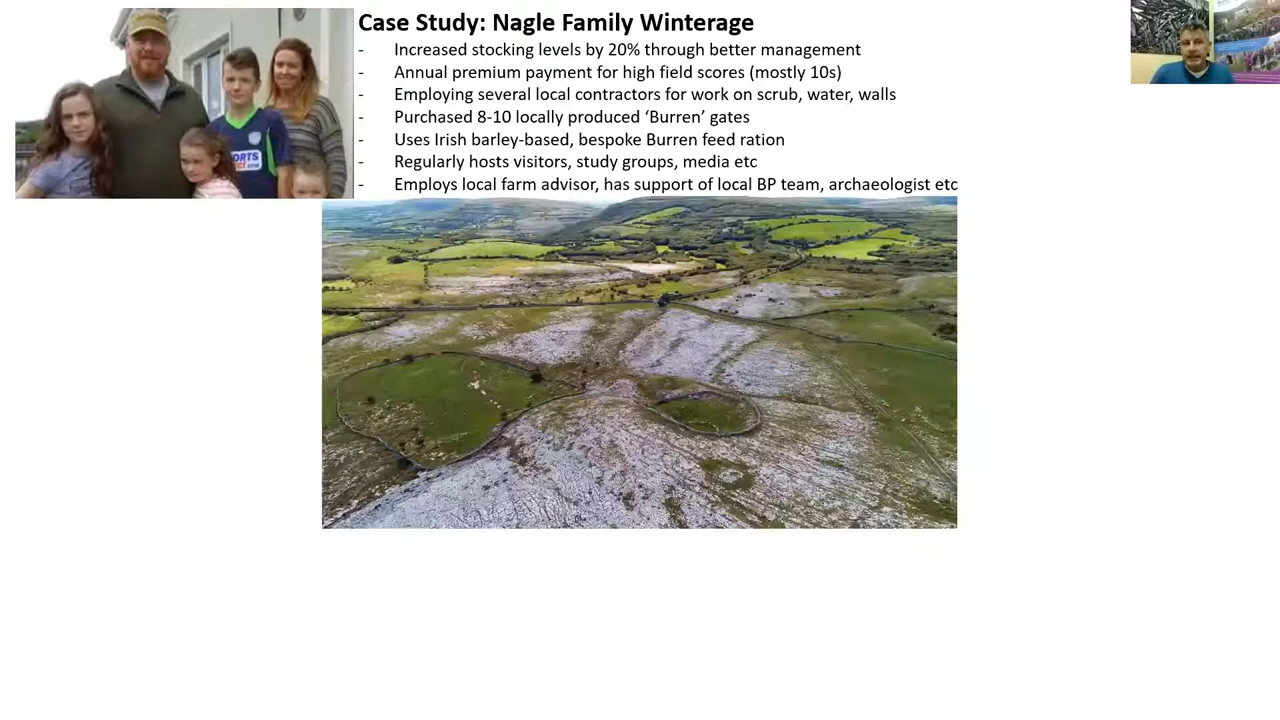 Case Study: Nagle Family Winterage
- Increased stocking levels by 20% through better management
- Annual premium payment for high field scores (mostly 10s)
- Employing several local contractors for work on scrub, water, walls
- Purchased 8-10 locally produced ‘Burren’ gates
- Uses Irish barley-based, bespoke Burren feed ration
- Regularly hosts visitors, study groups, media etc
- Employs local farm advisor, has support of local BP team, archaeologist etc